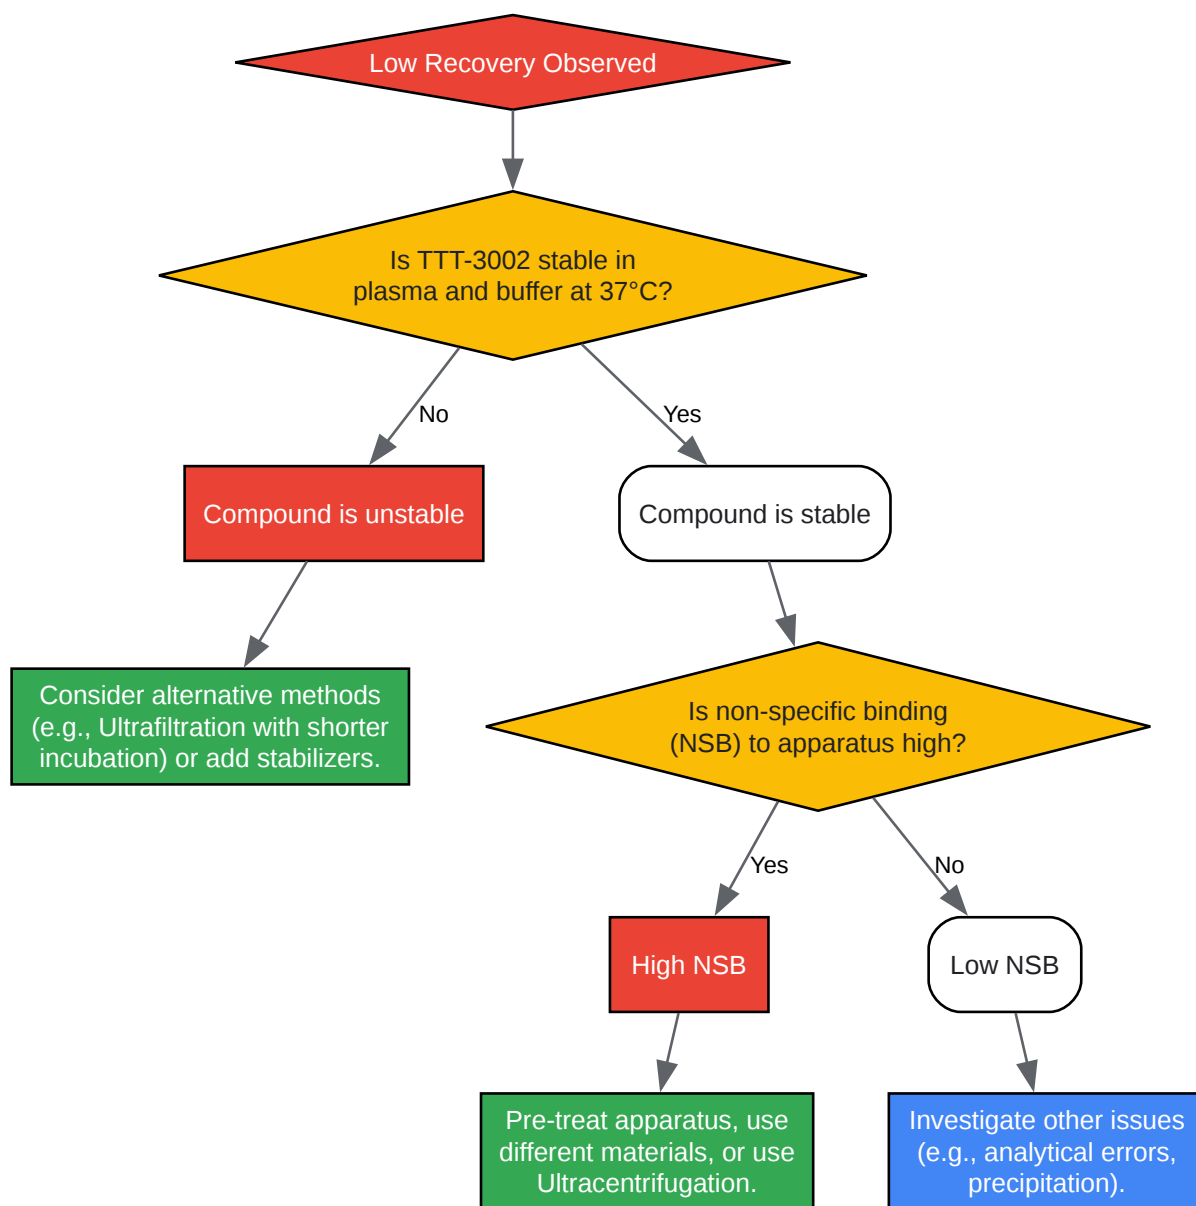 Low Recovery Observed
Is TTT-3002 stable in
plasma and buffer at 37°C?
No
Yes
Compound is unstable
Compound is stable
Consider alternative methods
(e.g., Ultrafiltration with shorter
incubation) or add stabilizers.
Is non-specific binding
(NSB) to apparatus high?
Yes
No
High NSB
Low NSB
Pre-treat apparatus, use
different materials, or use
Ultracentrifugation.
Investigate other issues
(e.g., analytical errors,
precipitation).